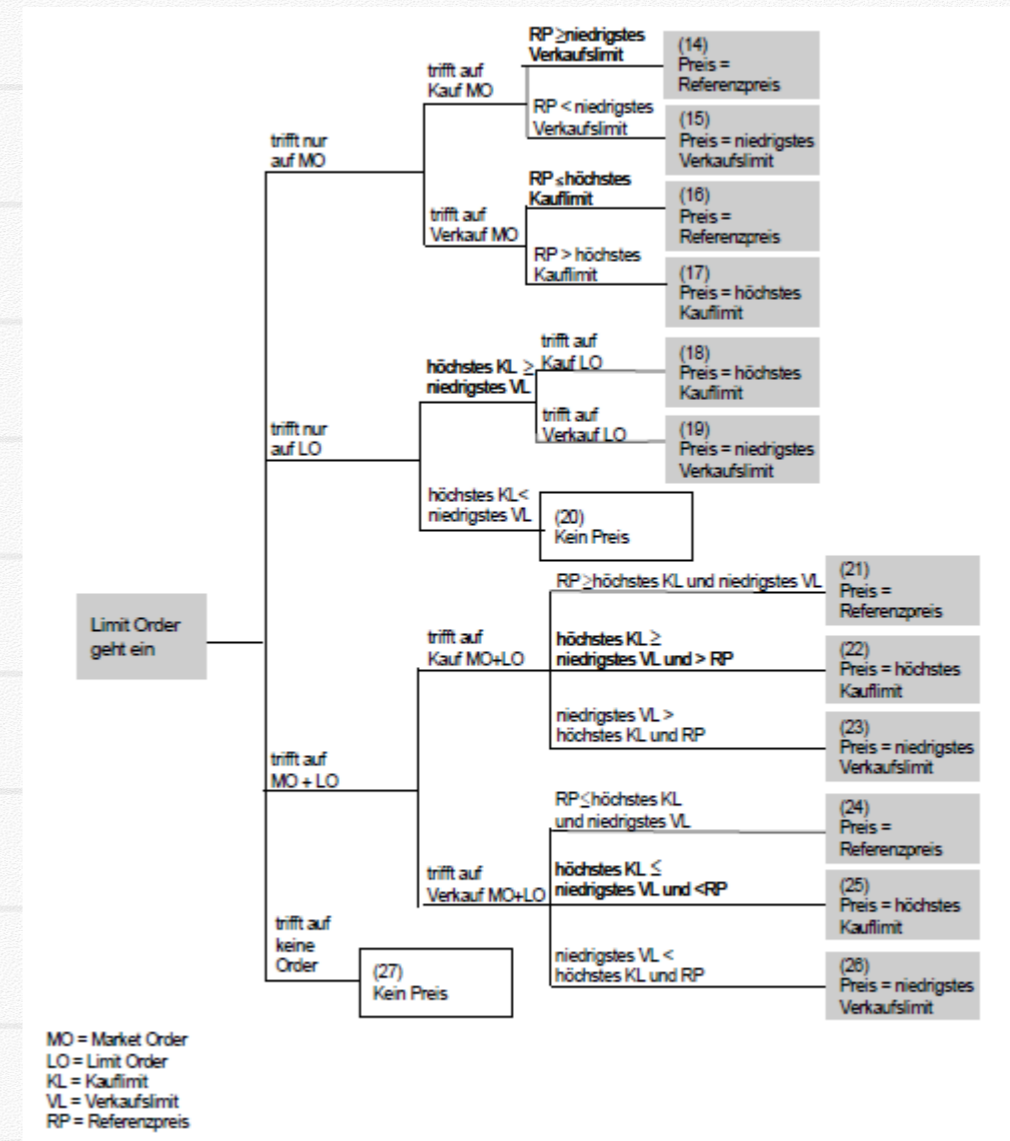 Limit Order
geht ein
trifft nur
auf MO
trifft auf
Kauf MO
RP ≥niedrigstes
Verkaufslimit
(14)
Preis =
Referenzpreis
RP < niedrigstes
Verkaufslimit
(15)
Preis = niedrigstes
Verkaufslimit
trifft auf
Verkauf MO
RP ≤höchstes
Kauflimit
(16)
Preis =
Referenzpreis
RP > höchstes
Kauflimit
(17)
Preis = höchstes
Kauflimit
trifft nur
auf LO
höchstes KL ≥
niedrigstes VL
trifft auf
Kauf LO
(18)
Preis = höchstes
Kauflimit
trifft auf
Verkauf LO
(19)
Preis = niedrigstes
Verkaufslimit
höchstes KL<
niedrigstes VL
(20)
Kein Preis
trifft auf
MO + LO
trifft auf
Kauf MO+LO
RP ≥höchstes KL und niedrigstes VL
(21)
Preis =
Referenzpreis
höchstes KL ≥
niedrigstes VL und > RP
(22)
Preis = höchstes
Kauflimit
niedrigstes VL >
höchstes KL und RP
(23)
Preis = niedrigstes
Verkaufslimit
trifft auf
Verkauf MO+LO
RP≤höchstes KL
und niedrigstes VL
(24)
Preis =
Referenzpreis
höchstes KL ≤
niedrigstes VL und <RP
(25)
Preis = höchstes
Kauflimit
niedrigstes VL <
höchstes KL und RP
(26)
Preis = niedrigstes
Verkaufslimit
trifft auf
keine
Order
(27)
Kein Preis
MO = Market Order
LO = Limit Order
KL = Kauflimit
VL = Verkaufslimit
RP = Referenzpreis